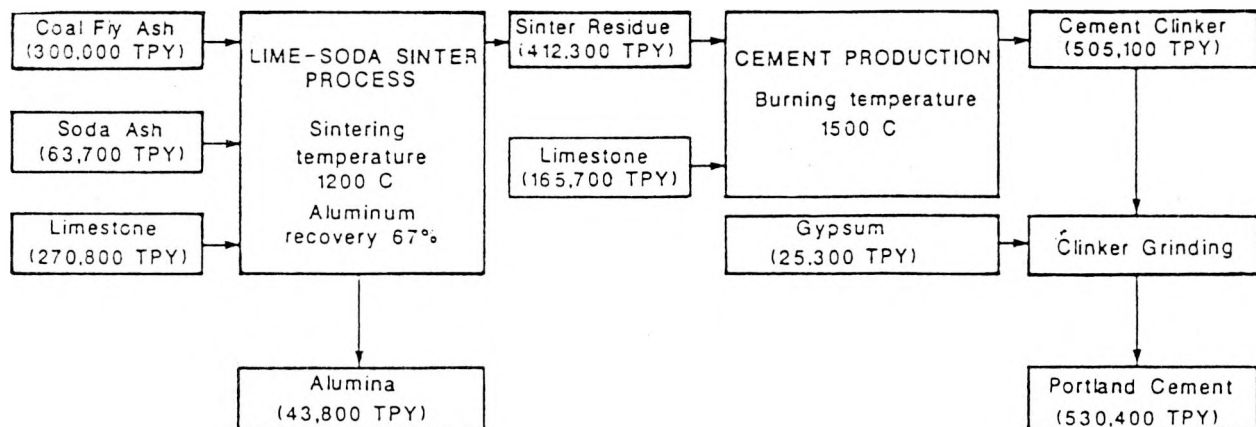 Coal Fly Ash
(300,000 TPY)
Soda Ash
(63,700 TPY)
Limestone
(270,800 TPY)
LIME-SODA SINTER
PROCESS
Sintering
temperature
1200 C
Aluminum
recovery 67%
Alumina
(43,800 TPY)
Sinter Residue
(412,300 TPY)
Limestone
(165,700 TPY)
CEMENT PRODUCTION
Burning temperature
1500 C
Gypsum
(25,300 TPY)
Cement Clinker
(505,100 TPY)
Clinker Grinding
Portland Cement
(530,400 TPY)